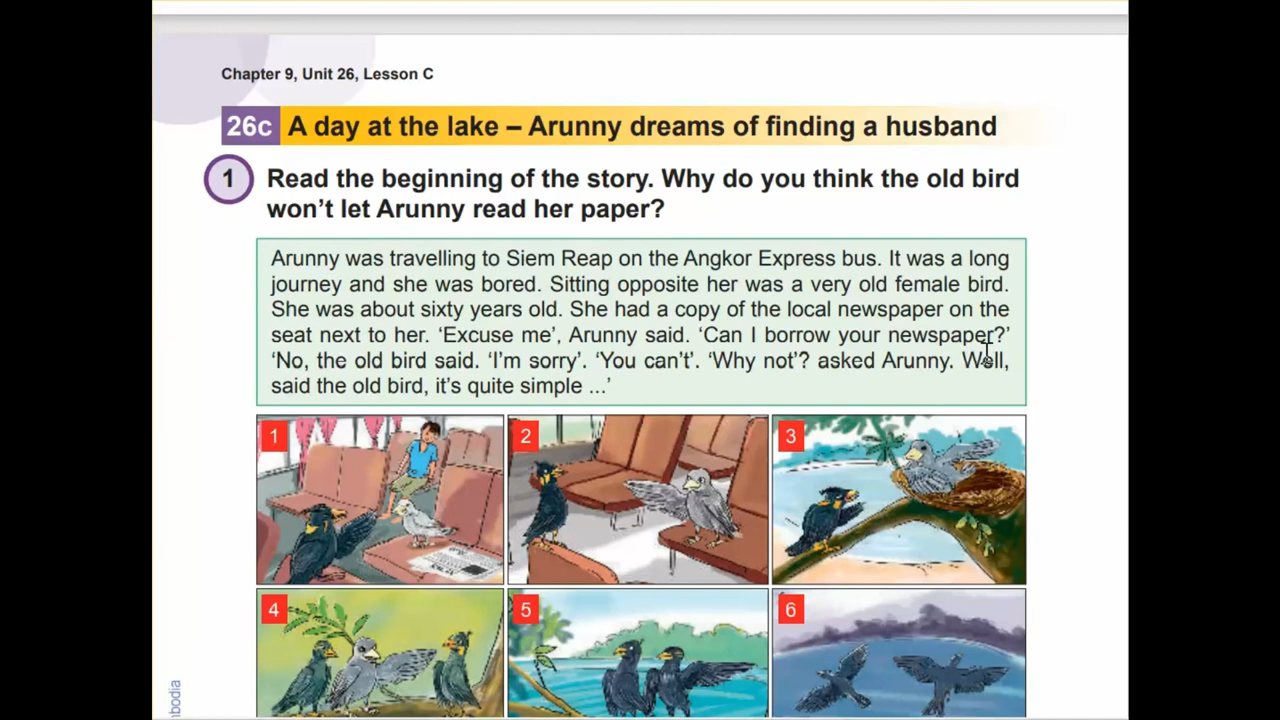 Chapter 9, Unit 26, Lesson C
26c A day at the lake – Arunny dreams of finding a husband
1 Read the beginning of the story. Why do you think the old bird
won’t let Arunny read her paper?
Arunny was travelling to Siem Reap on the Angkor Express bus. It was a long
journey and she was bored. Sitting opposite her was a very old female bird.
She was about sixty years old. She had a copy of the local newspaper on the
seat next to her. ‘Excuse me’, Arunny said. ‘Can I borrow your newspaper?’
‘No, the old bird said. ‘I’m sorry’. ‘You can’t’. ‘Why not’? asked Arunny. Well,
said the old bird, it’s quite simple ...’
1
2
3
4
5
6